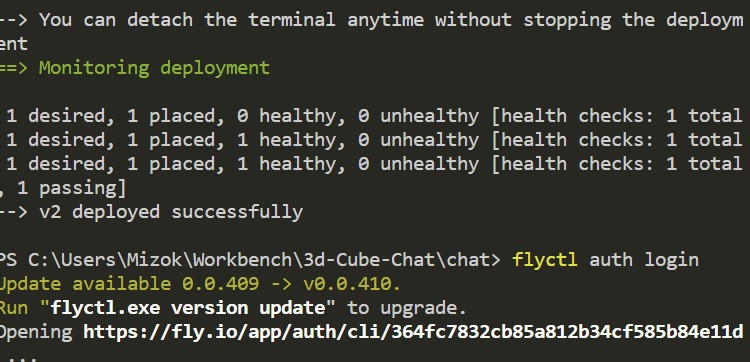 --> You can detach the terminal anytime without stopping the deploym
ent
==> Monitoring deployment
1 desired, 1 placed, 0 healthy, 0 unhealthy [health checks: 1 total
1 desired, 1 placed, 1 healthy, 0 unhealthy [health checks: 1 total
1 desired, 1 placed, 1 healthy, 0 unhealthy [health checks: 1 total
, 1 passing]
--> v2 deployed successfully
PS C:\Users\Mizok\Workbench\3d-Cube-Chat\chat> flyctl auth login
Update available 0.0.409 -> v0.0.410.
Run "flyctl.exe version update" to upgrade.
Opening https://fly.io/app/auth/cli/364fc7832cb85a812b34cf585b84e11d
...